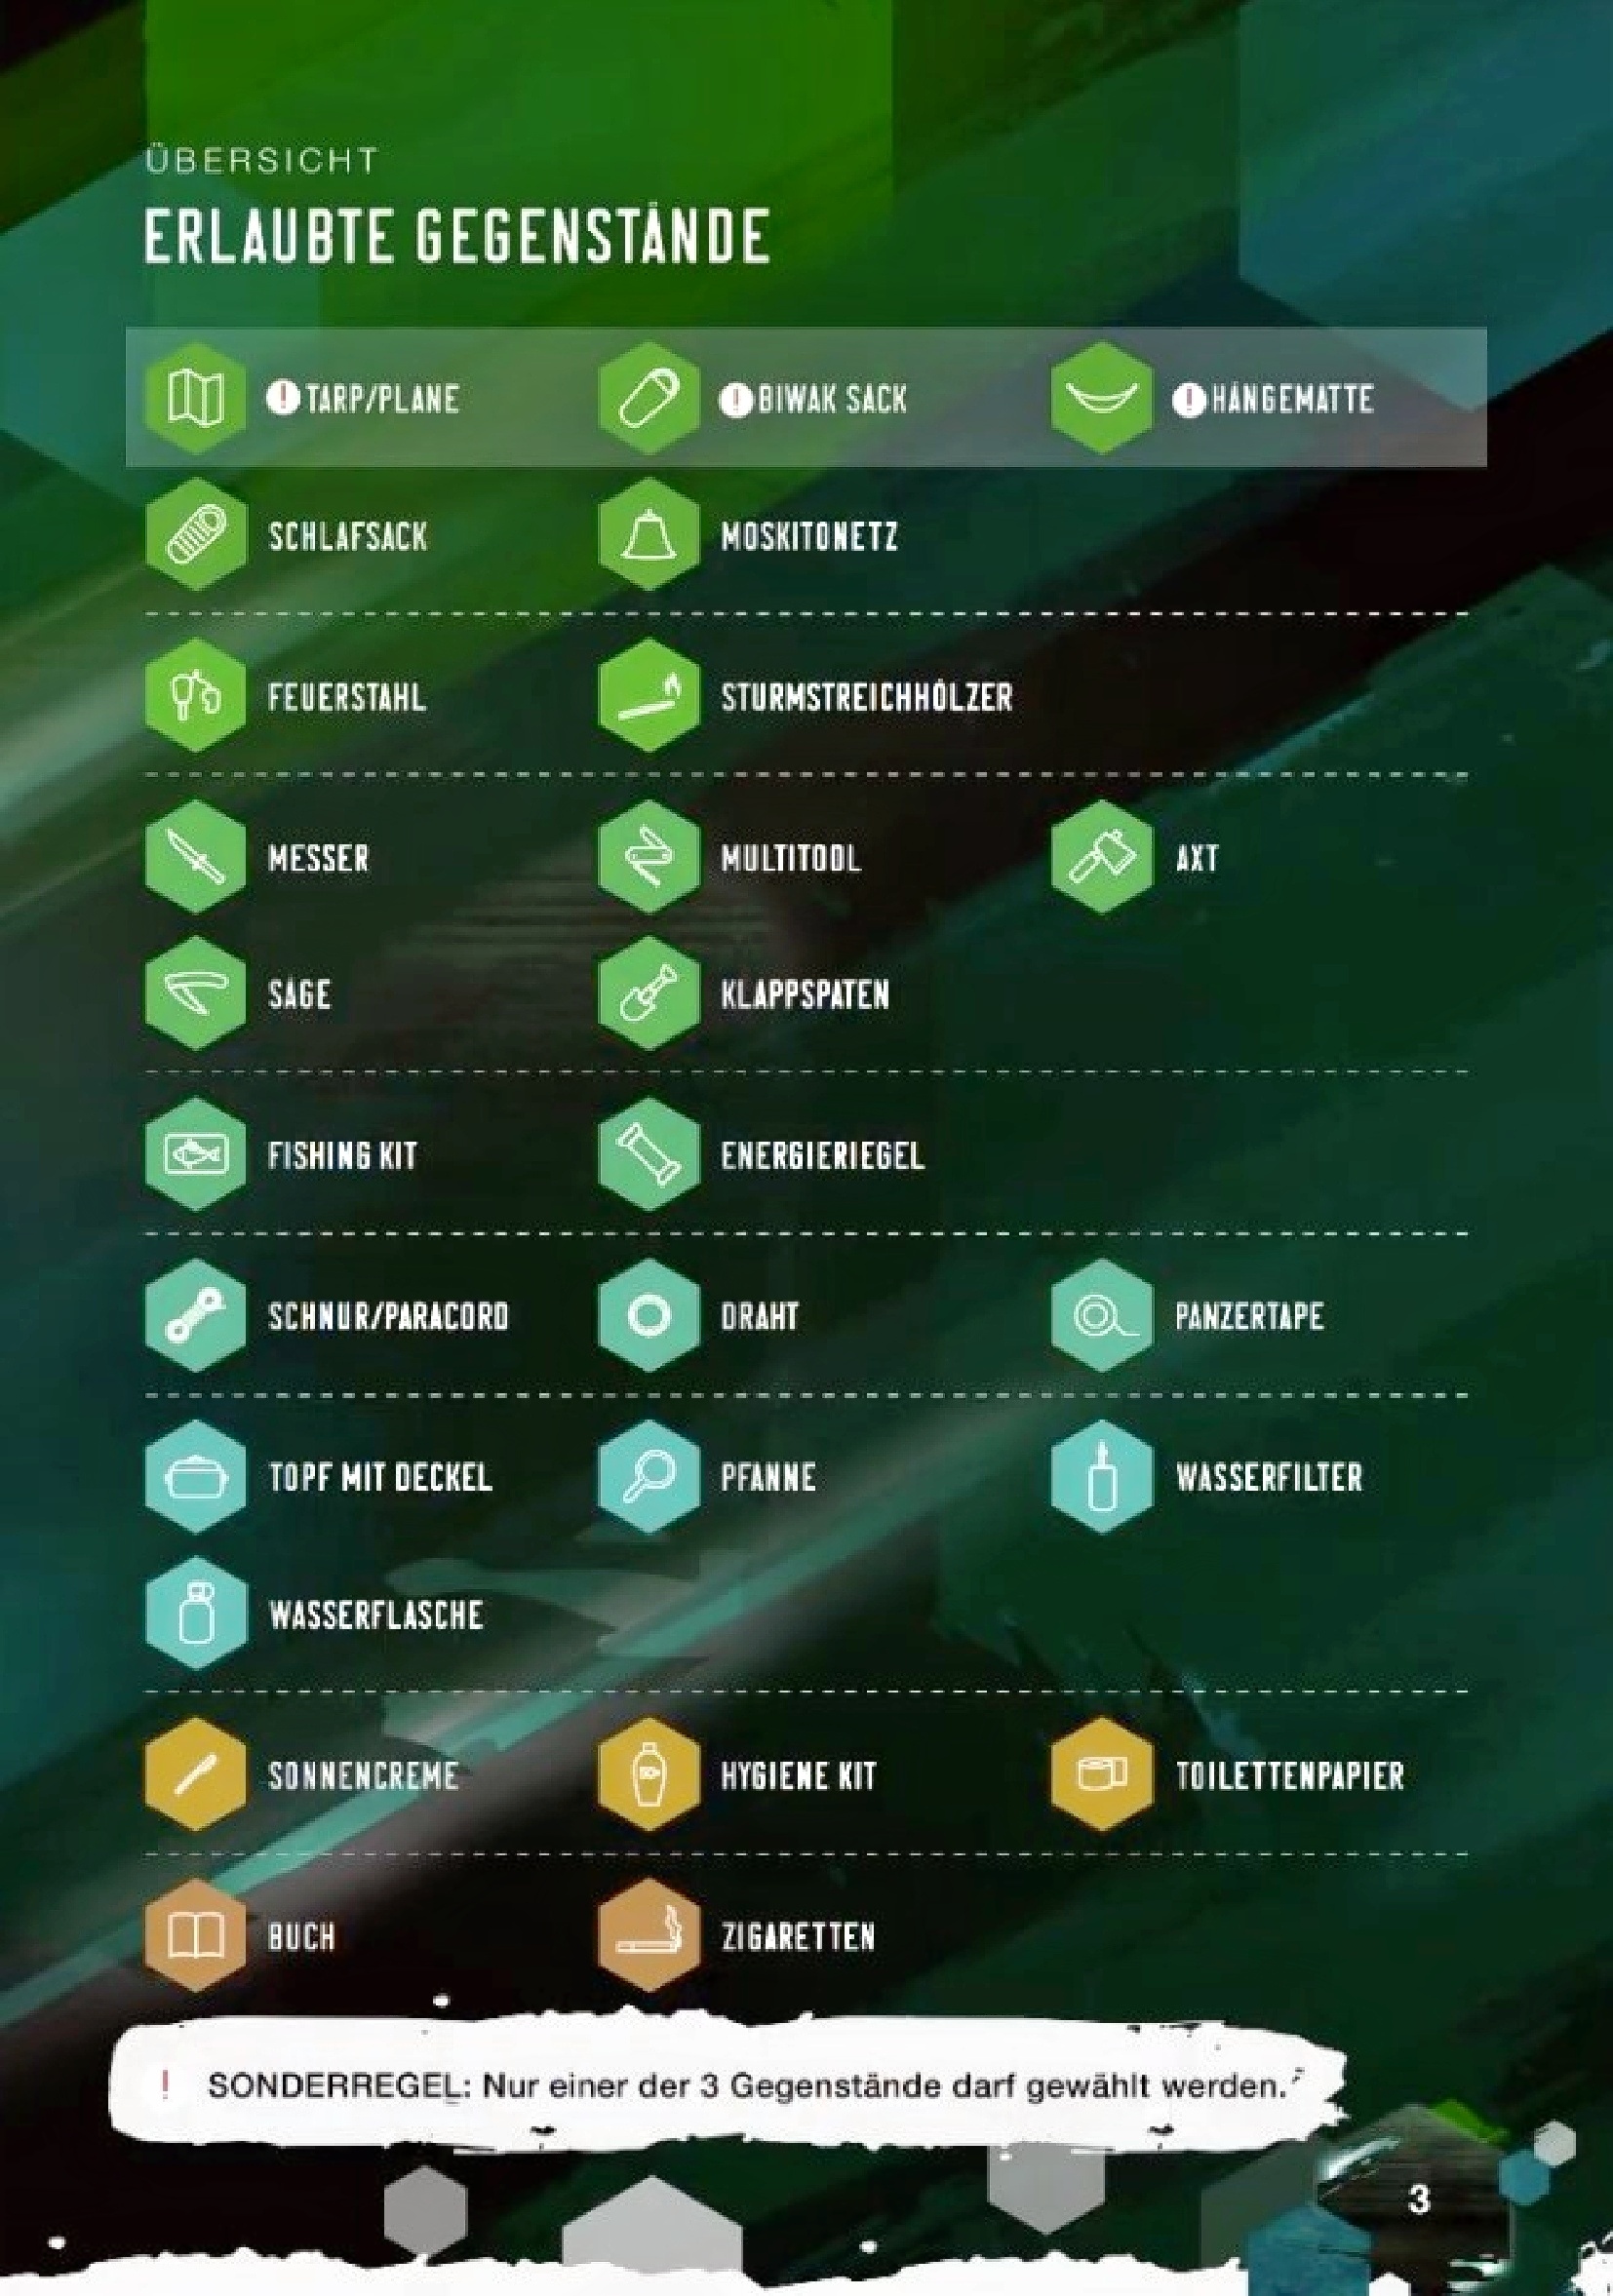 ÜBERSICHT
ERLAUBTE GEGENSTÄNDE
! TARP/PLANE ! BIWAK SACK ! HÄNGEMATTE
SCHLAFSACK MOSKITONETZ
FEUERSTAHL STURMSTREICHHÖLZER
MESSER MULTITOOL AXT
SÄGE KLAPPSPATEN
FISHING KIT ENERGIERIEGEL
SCHNUR/PARACORD DRAHT PANZERTAPE
TOPF MIT DECKEL PFANNE WASSERFILTER
WASSERFLASCHE
SONNENCREME HYGIENE KIT TOILETTENPAPIER
BUCH ZIGARETTEN
! SONDERREGEL: Nur einer der 3 Gegenstände darf gewählt werden.
3